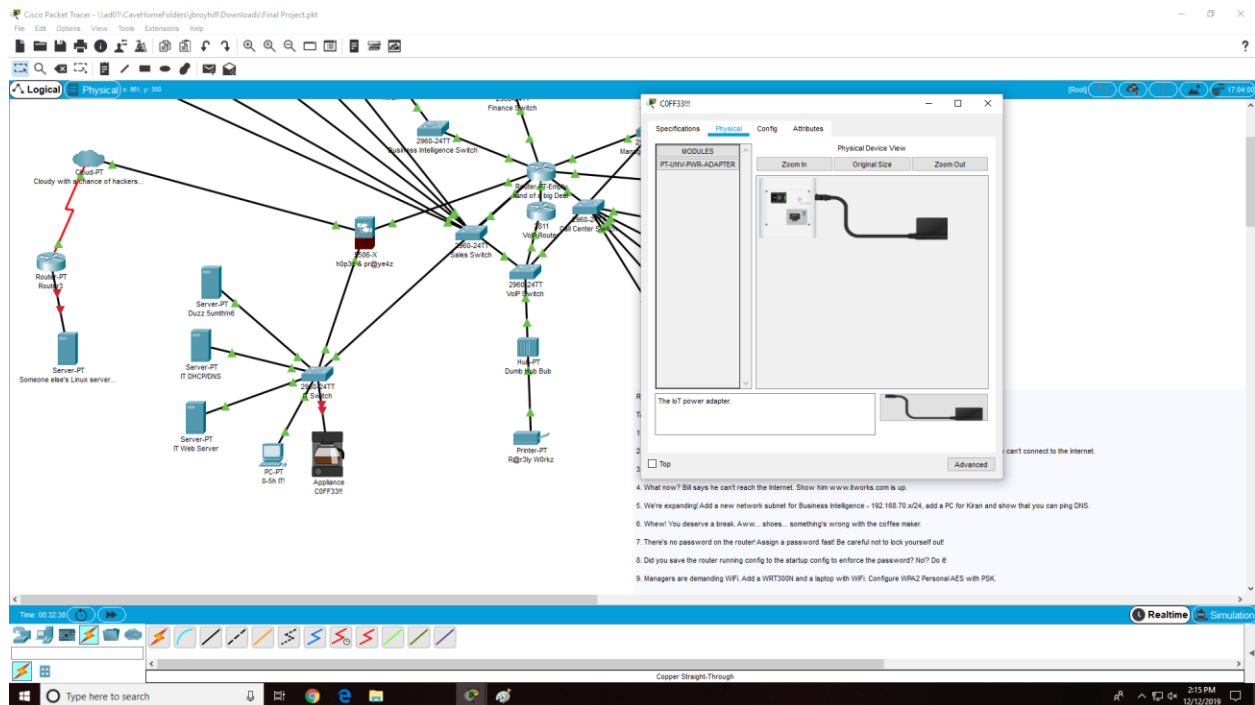 Cisco Packet Tracer - \\ad01\CaveHomeFolders\jbroyhill\Downloads\Final Project.pkt
File Edit Options View Tools Extensions Help
?
Logical Physical x: 961, y: 350
[Root] 17:04:00
Finance Switch
2960-24TT
Business Intelligence Switch
Cloud-PT
Cloudy with a chance of hackers...
Router-PT-Empty
Kind of a big Deal
2811
VoIP Router
Call Center Switch
2960-24TT
Sales Switch
5506-X
h0p3s & pr@ye4z
Router-PT
Router3
2960-24TT
VoIP Switch
Server-PT
Duzz 5umthin6
Server-PT
Someone else's Linux server...
Server-PT
IT DHCP/DNS
2960-24TT
IT Switch
Hub-PT
Dumb Hub Bub
Server-PT
IT Web Server
PC-PT
0-5h IT!
Appliance
C0FF33!!!
Printer-PT
R@r3ly W0rkz
C0FF33!!!
Specifications Physical Config Attributes
MODULES
PT-UNV-PWR-ADAPTER
Physical Device View
Zoom In Original Size Zoom Out
The IoT power adapter.
Top
Advanced
can't connect to the Internet.
4. What now? Bill says he can't reach the Internet. Show him www.itworks.com is up.
5. We're expanding! Add a new network subnet for Business Intelligence - 192.168.70.x/24, add a PC for Kiran and show that you can ping DNS.
6. Whew! You deserve a break. Aww... shoes... something's wrong with the coffee maker.
7. There's no password on the router! Assign a password fast! Be careful not to lock yourself out!
8. Did you save the router running config to the startup config to enforce the password? No!? Do it!
9. Managers are demanding WiFi. Add a WRT300N and a laptop with WiFi. Configure WPA2 Personal-AES with PSK.
Time: 00:32:38
Realtime Simulation
Copper Straight-Through
Type here to search
2:15 PM
12/12/2019